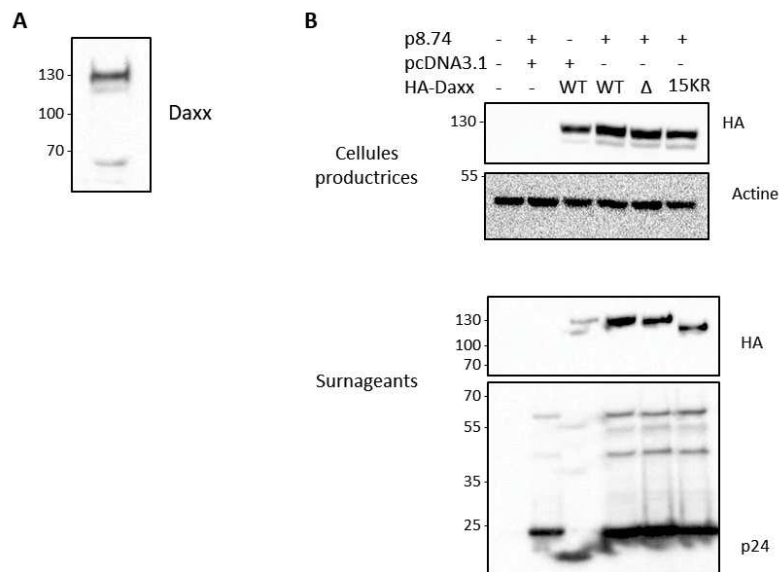 A
130
100
70
Daxx
B
p8.74 - + - + + +
pcDNA3.1 - + + - - -
HA-Daxx - - WT WT Δ 15KR
130
HA
Cellules
productrices
55
Actine
130
100
70
HA
Surnageants
70
55
35
25
p24